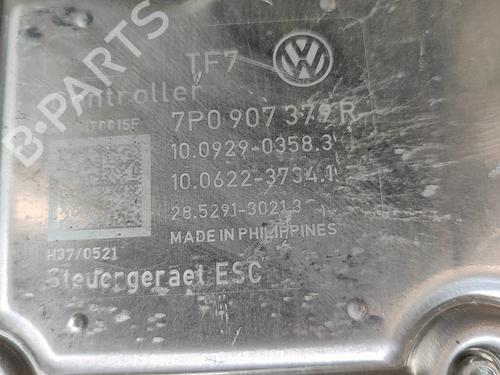 B-PARTS
TF7
ntroller
7P0 907 379 R
10.0929-0358.3
10.0622-3734.1
28.5291-3021.3
MADE IN PHILIPPINES
H37/0521
Steuergeraet ESC